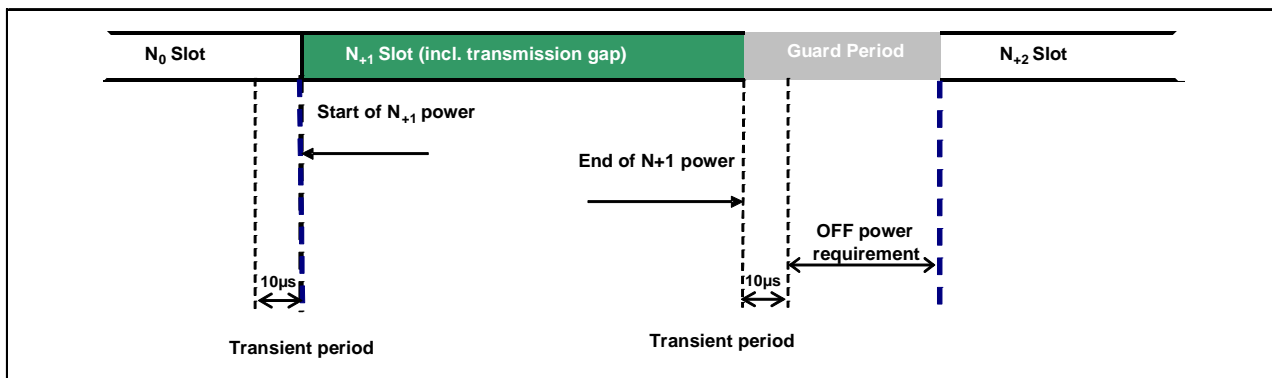 N0 Slot
N+1 Slot (incl. transmission gap)
Guard Period
N+2 Slot
Start of N+1 power
End of N+1 power
OFF power
requirement
10µs
10µs
Transient period
Transient period